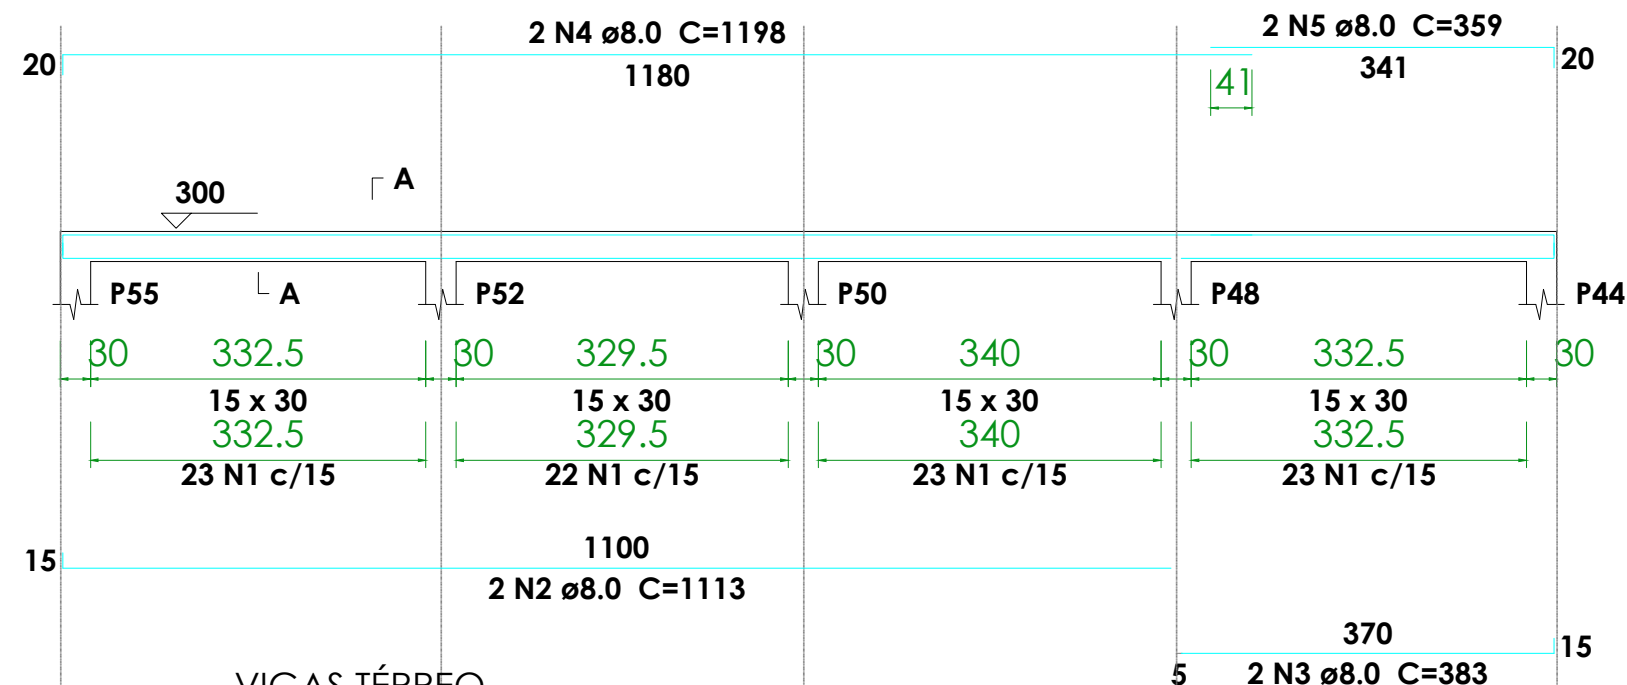 2 N4 ø8.0 C=1198
2 N5 ø8.0 C=359
20
1180
341
20
41
300
A
A
P55
P52
P50
P48
P44
30 332.5 30 329.5 30 340 30 332.5 30
15 x 30 15 x 30 15 x 30 15 x 30
332.5 329.5 340 332.5
23 N1 c/15 22 N1 c/15 23 N1 c/15 23 N1 c/15
15
1100
2 N2 ø8.0 C=1113
370
15
5
2 N3 ø8.0 C=383
VIGAS TÉRREO